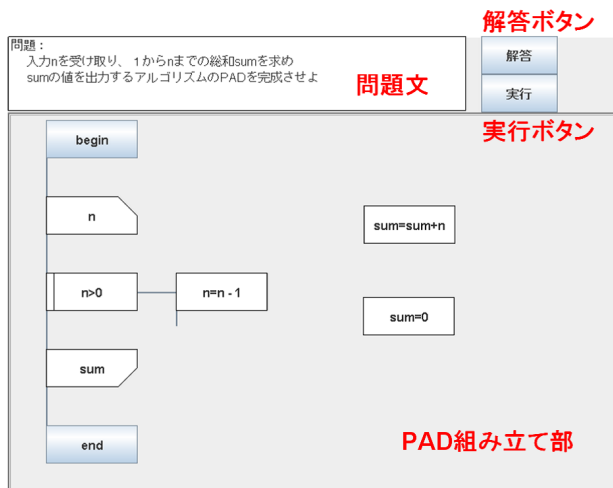 解答ボタン
問題：
入力nを受け取り、１からnまでの総和sumを求め
sumの値を出力するアルゴリズムのPADを完成させよ
問題文
解答
実行
実行ボタン
begin
n
sum=sum+n
n>0
n=n - 1
sum=0
sum
end
PAD組み立て部